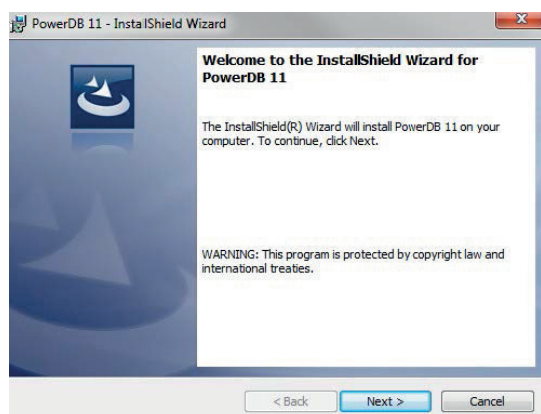 PowerDB 11 - InstallShield Wizard
Welcome to the InstallShield Wizard for
PowerDB 11
The InstallShield(R) Wizard will install PowerDB 11 on your
computer. To continue, click Next.
WARNING: This program is protected by copyright law and
international treaties.
< Back Next > Cancel